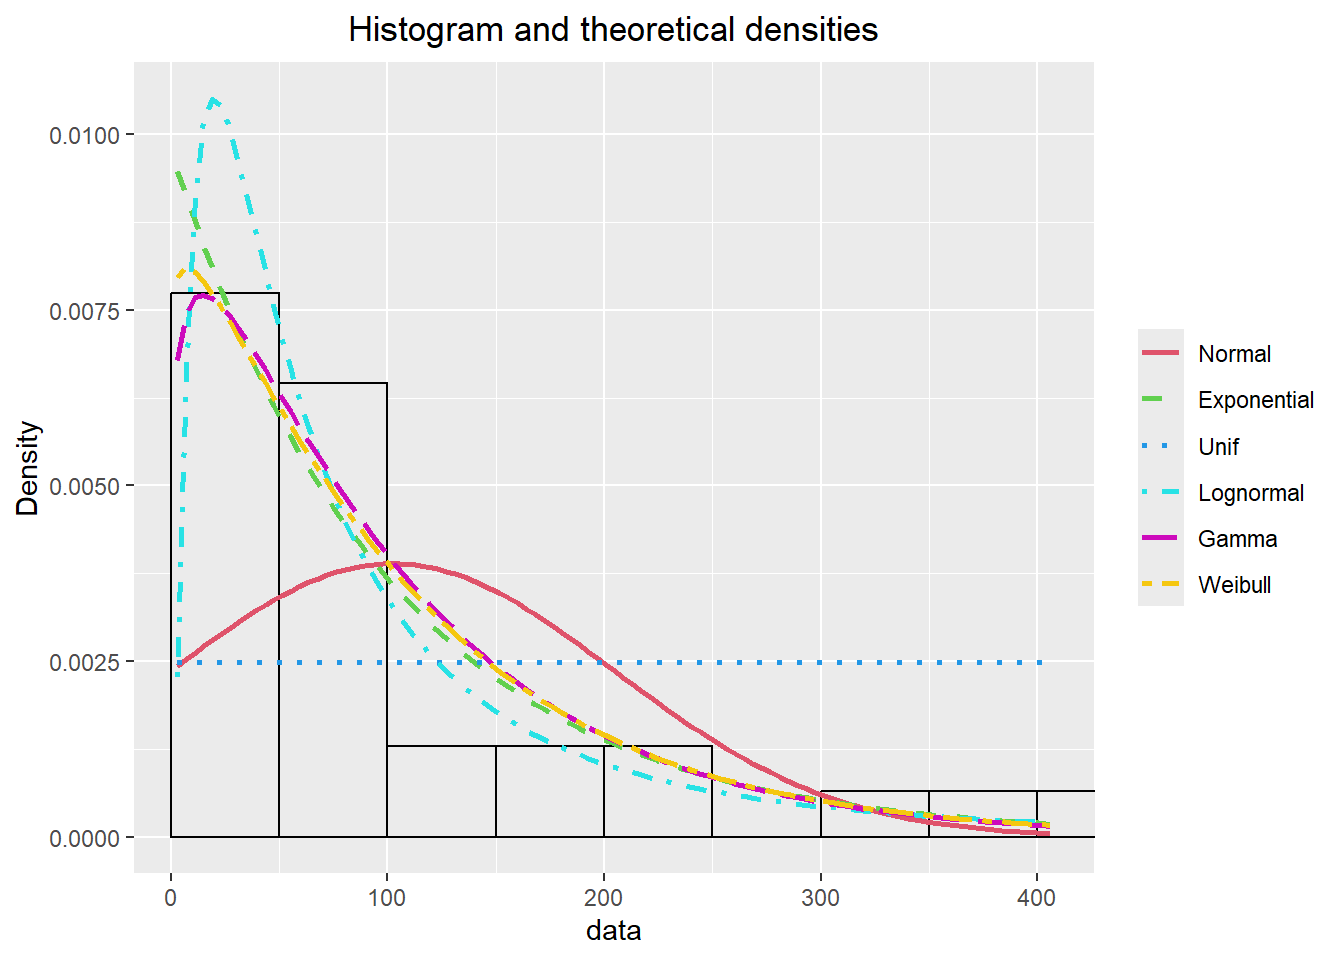 Histogram and theoretical densities
0.0100
0.0075
0.0050
0.0025
0.0000
Density
0
100
200
300
400
data
Normal
Exponential
Unif
Lognormal
Gamma
Weibull